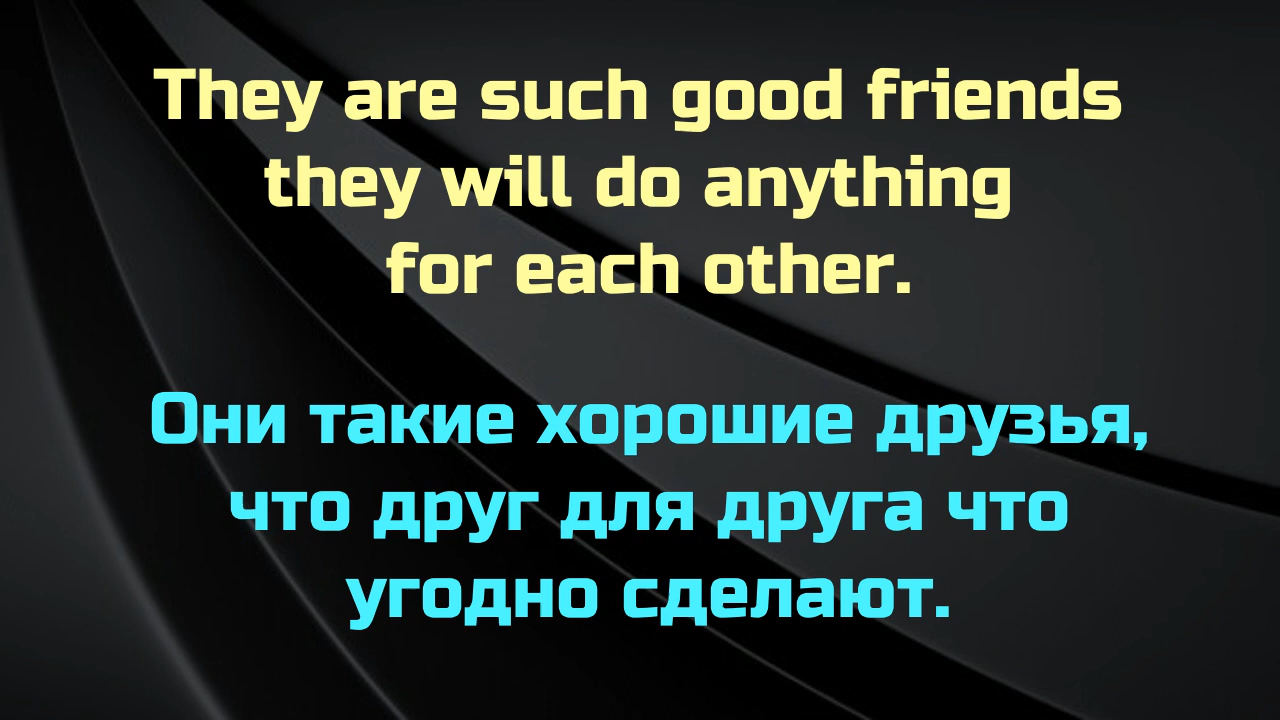 They are such good friends
they will do anything
for each other.
Они такие хорошие друзья,
что друг для друга что
угодно сделают.